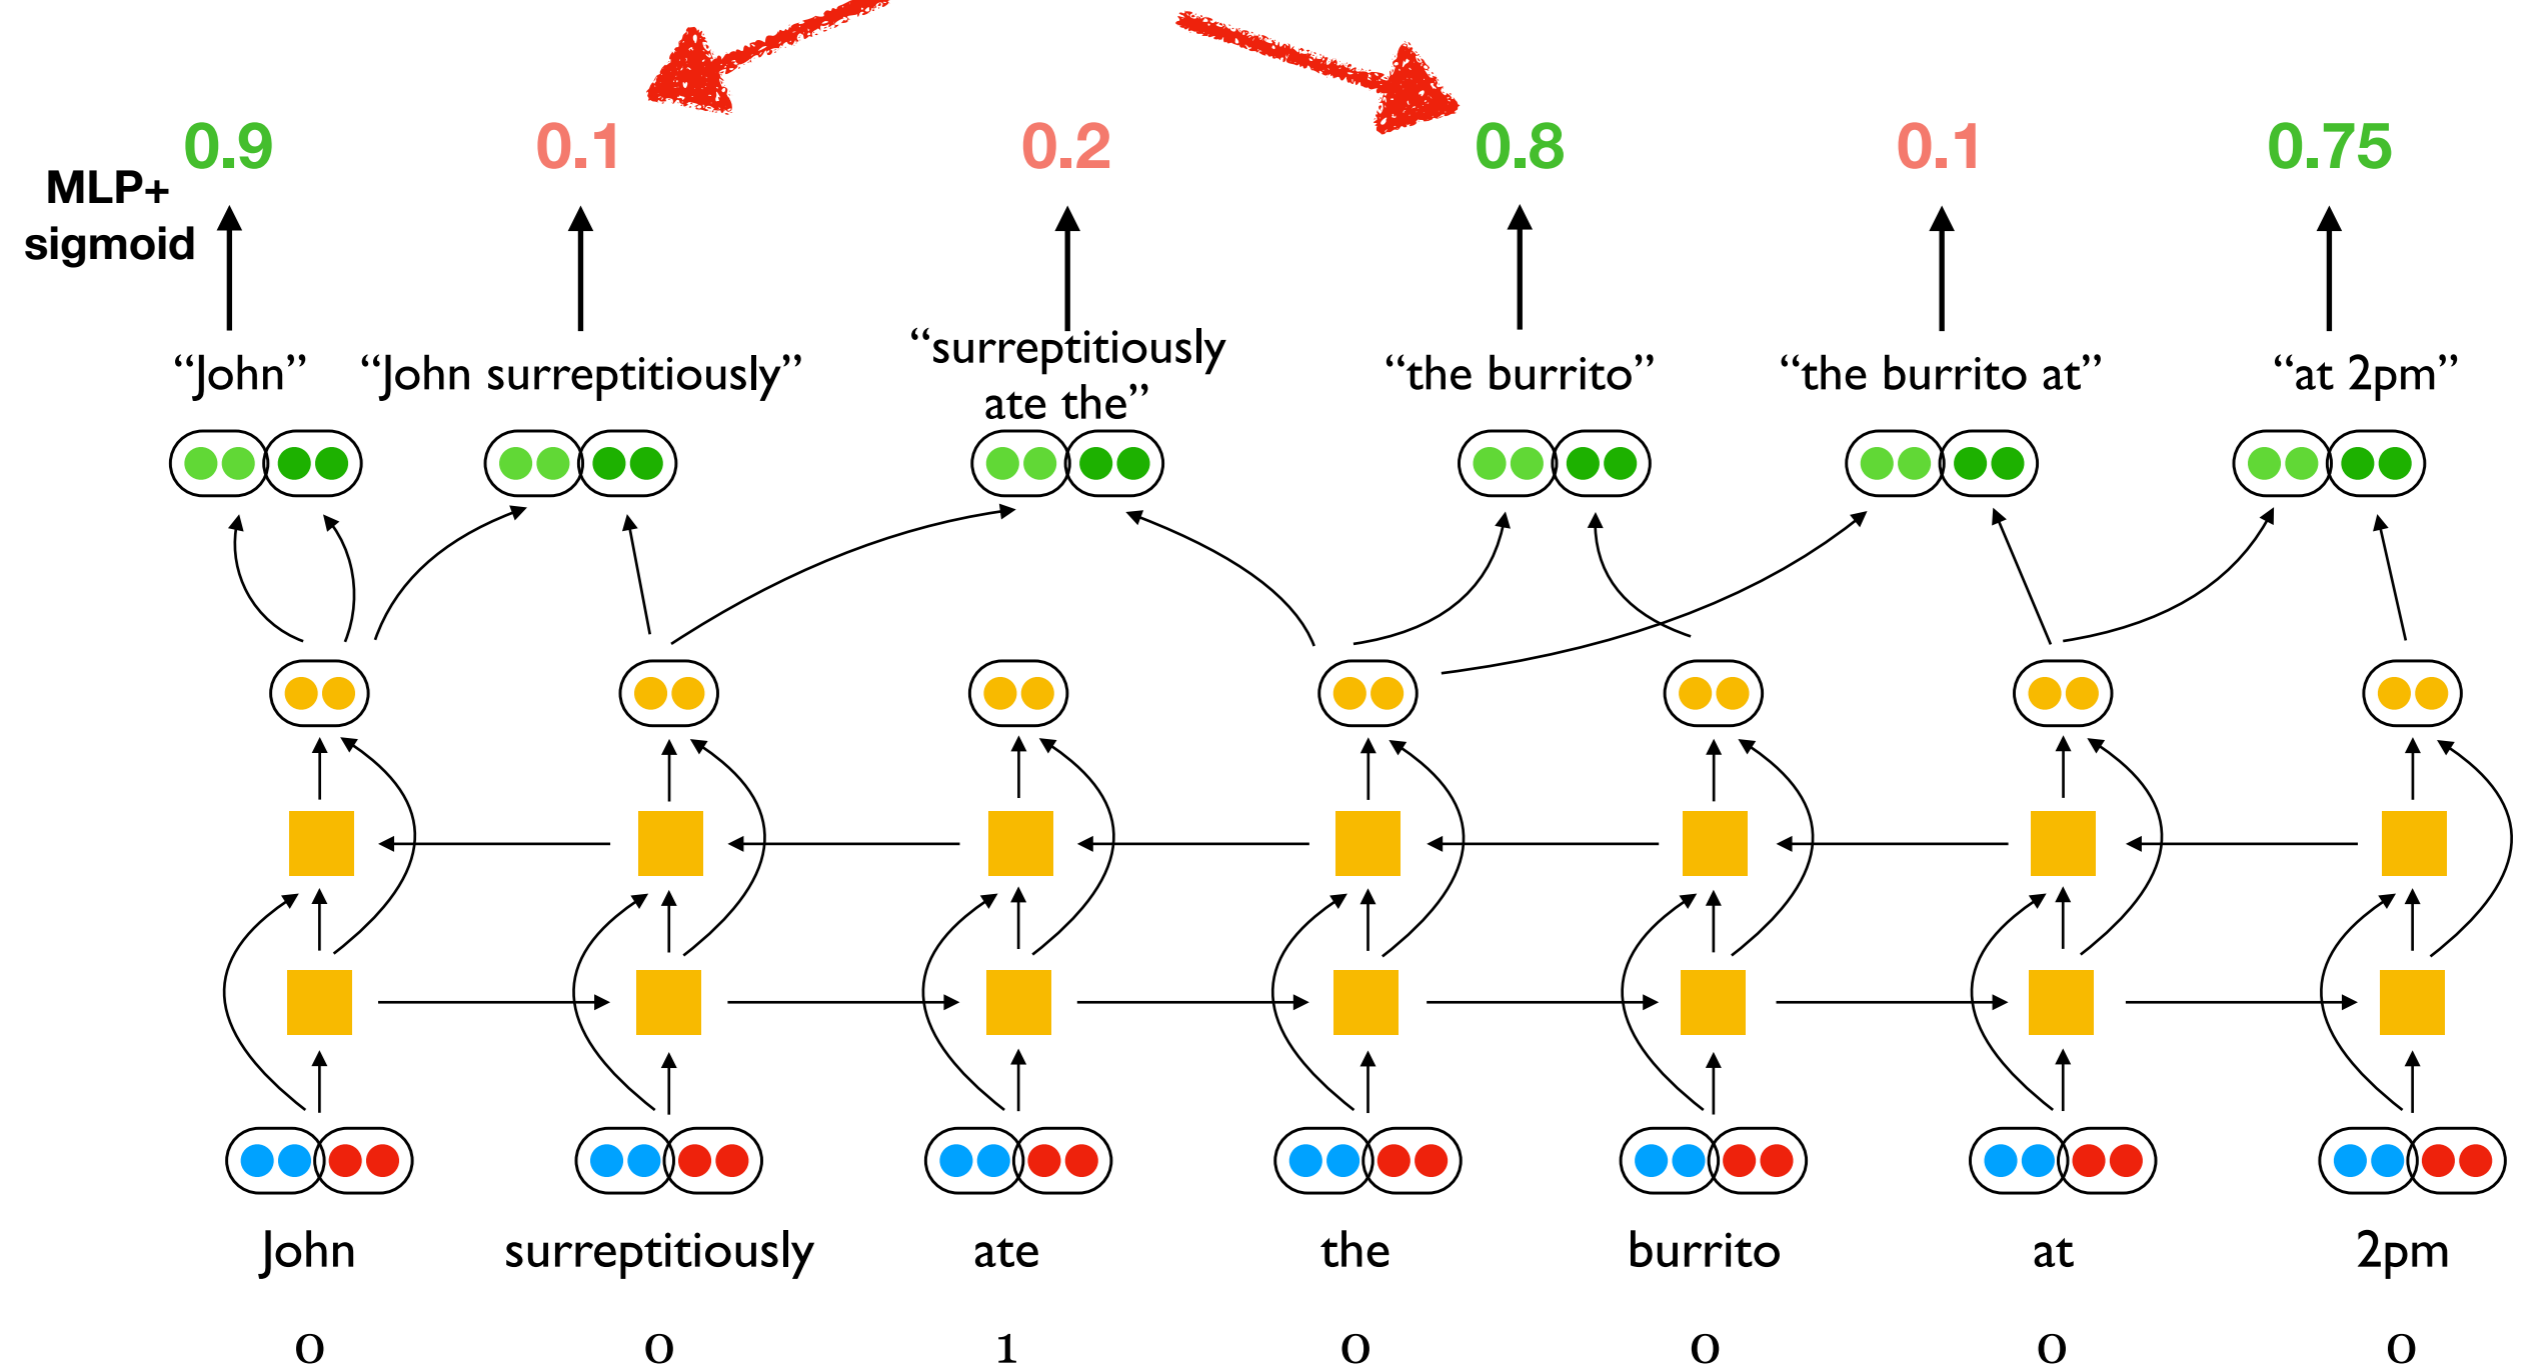 0.9 0.1 0.2 0.8 0.1 0.75
MLP+
sigmoid
“John” “John surreptitiously” “surreptitiously
ate the” “the burrito” “the burrito at” “at 2pm”
John surreptitiously ate the burrito at 2pm
0 0 1 0 0 0 0